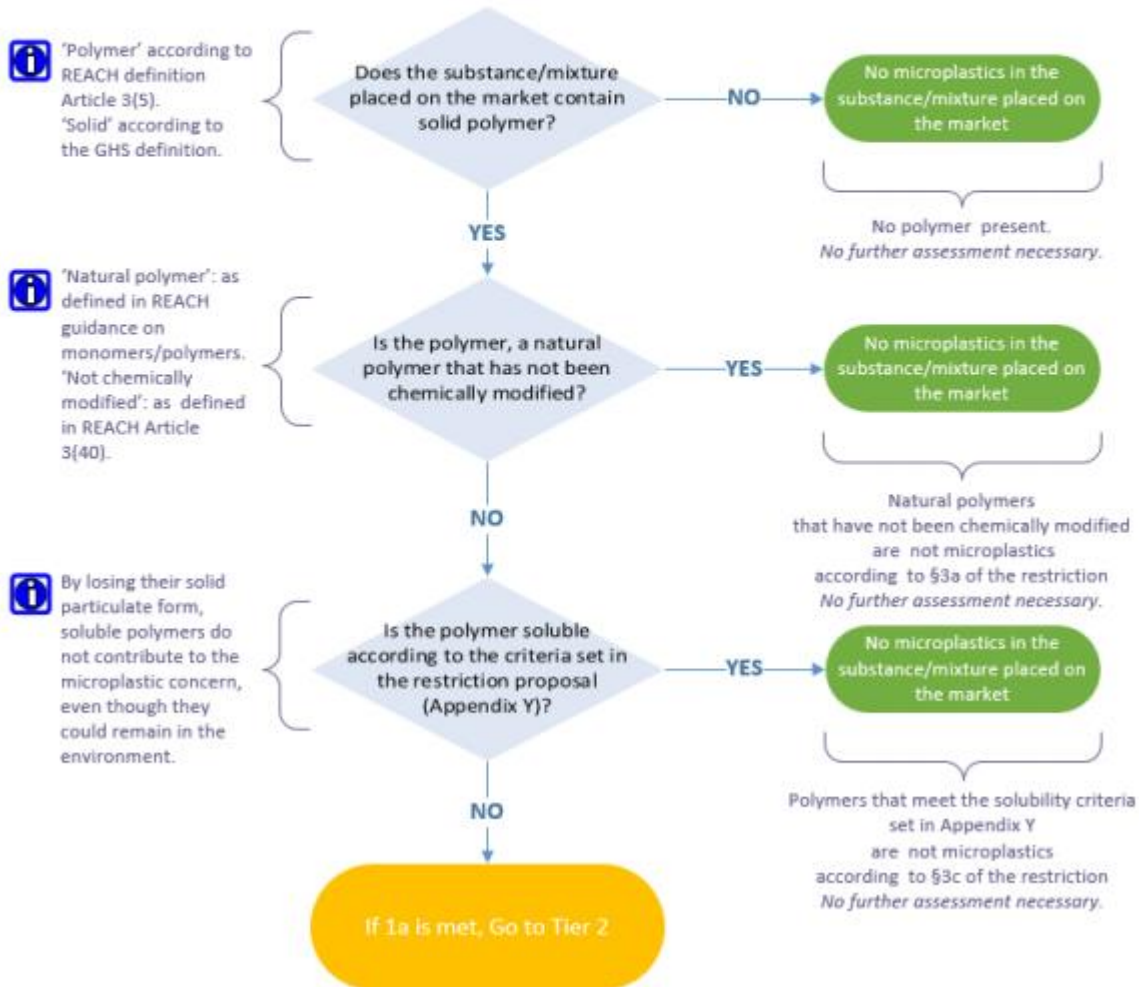 'Polymer' according to
REACH definition
Article 3(5).
'Solid' according to
the GHS definition.
Does the substance/mixture
placed on the market contain
solid polymer?
NO
No microplastics in the
substance/mixture placed on
the market
No polymer present.
No further assessment necessary.
YES
'Natural polymer': as
defined in REACH
guidance on
monomers/polymers.
'Not chemically
modified': as defined
in REACH Article
3(40).
Is the polymer, a natural
polymer that has not been
chemically modified?
YES
No microplastics in the
substance/mixture placed on
the market
Natural polymers
that have not been chemically modified
are not microplastics
according to §3a of the restriction
No further assessment necessary.
NO
By losing their solid
particulate form,
soluble polymers do
not contribute to the
microplastic concern,
even though they
could remain in the
environment.
Is the polymer soluble
according to the criteria set in
the restriction proposal
(Appendix Y)?
YES
No microplastics in the
substance/mixture placed on
the market
Polymers that meet the solubility criteria
set in Appendix Y
are not microplastics
according to §3c of the restriction
No further assessment necessary.
NO
If 1a is met, Go to Tier 2